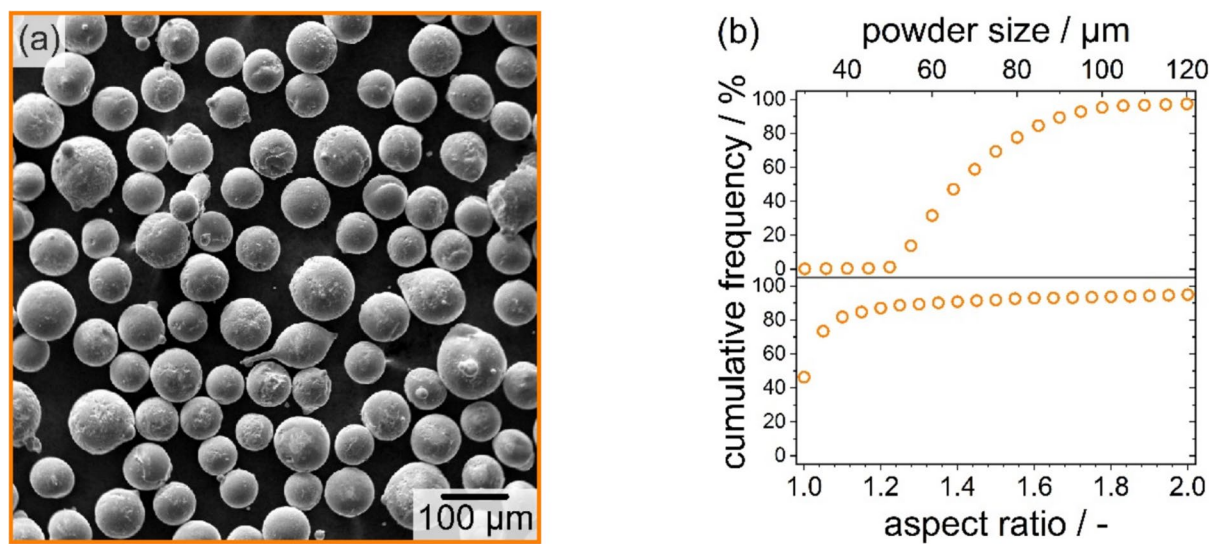 (a)
100 µm
(b)
powder size / µm
40 60 80 100 120
100
80
60
40
20
0
100
80
60
40
20
0
cumulative frequency / %
1.0 1.2 1.4 1.6 1.8 2.0
aspect ratio / -